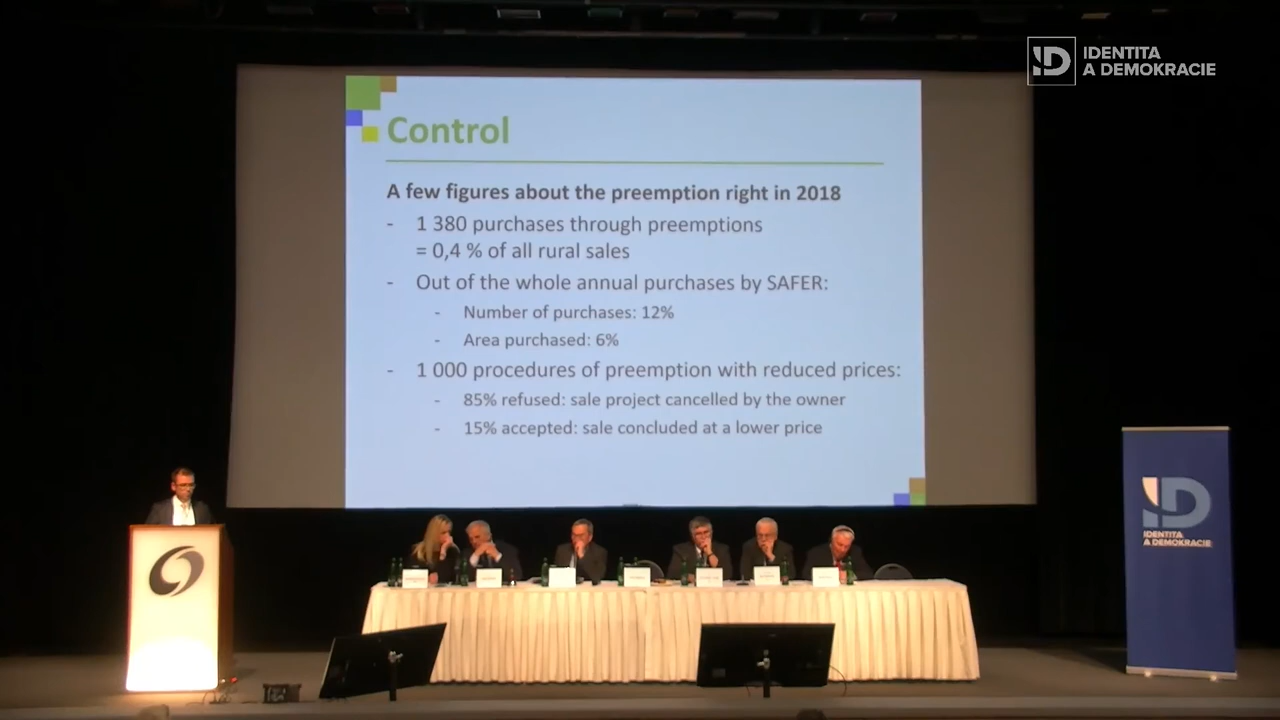 IDENTITA
A DEMOKRACIE
Control
A few figures about the preemption right in 2018
- 1 380 purchases through preemptions
= 0,4 % of all rural sales
- Out of the whole annual purchases by SAFER:
- Number of purchases: 12%
- Area purchased: 6%
- 1 000 procedures of preemption with reduced prices:
- 85% refused: sale project cancelled by the owner
- 15% accepted: sale concluded at a lower price
ID
IDENTITA
A DEMOKRACIE